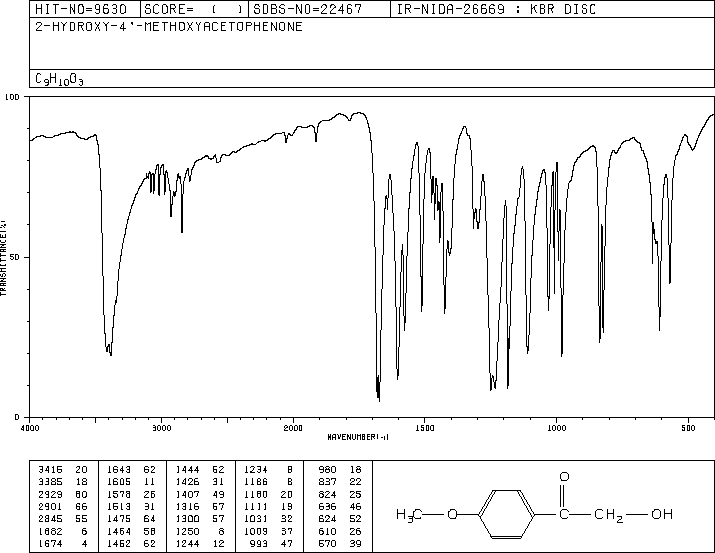 HIT-NO=9630 SCORE= ( ) SDBS-NO=22467 IR-NIDA-26669 : KBR DISC
2-HYDROXY-4'-METHOXYACETOPHENONE
C9H10O3
100
50
0
TRANSMITTANCE(%)
4000 3000 2000 1500 1000 500
WAVENUMBER(-1)
3415 20 1643 62 1444 52 1234 8 980 18
3385 18 1605 11 1426 31 1186 8 837 22
2929 60 1578 26 1407 49 1180 20 824 25
2901 66 1513 31 1316 57 1111 19 636 46
2845 55 1475 64 1300 57 1031 32 624 52
1682 6 1464 58 1250 8 1009 37 610 26
1674 4 1462 62 1244 12 993 47 570 39
O
H3C O C CH2 OH